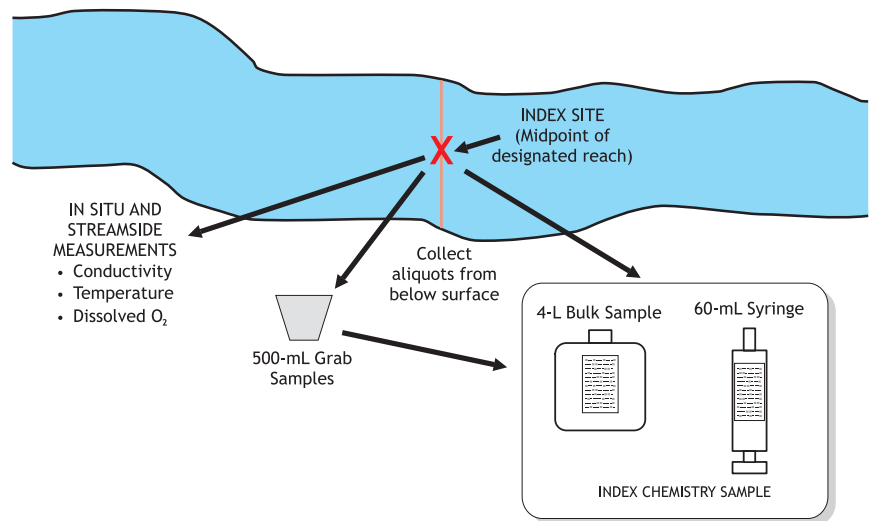 INDEX SITE
(Midpoint of
designated reach)
IN SITU AND
STREAMSIDE
MEASUREMENTS
• Conductivity
• Temperature
• Dissolved O₂
Collect
aliquots from
below surface
500-mL Grab
Samples
4-L Bulk Sample
60-mL Syringe
INDEX CHEMISTRY SAMPLE